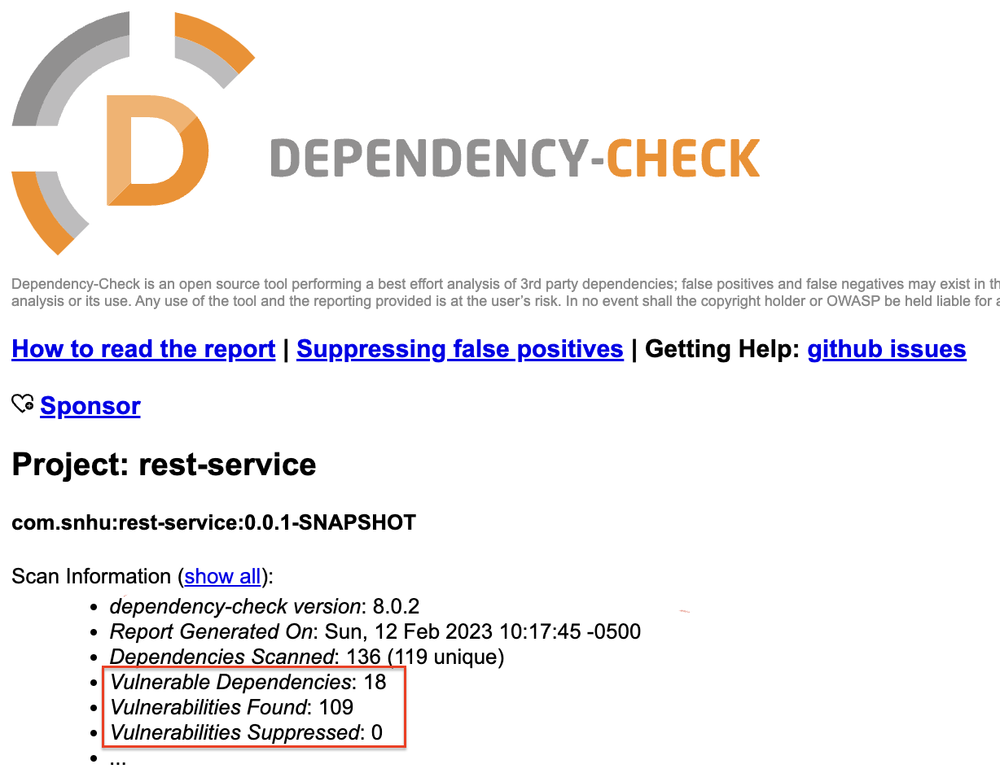 D
DEPENDENCY-CHECK
Dependency-Check is an open source tool performing a best effort analysis of 3rd party dependencies; false positives and false negatives may exist in
analysis or its use. Any use of the tool and the reporting provided is at the user’s risk. In no event shall the copyright holder or OWASP be held liable for
How to read the report | Suppressing false positives | Getting Help: github issues
Sponsor
Project: rest-service
com.snhu:rest-service:0.0.1-SNAPSHOT
Scan Information (show all):
• dependency-check version: 8.0.2
• Report Generated On: Sun, 12 Feb 2023 10:17:45 -0500
• Dependencies Scanned: 136 (119 unique)
• Vulnerable Dependencies: 18
• Vulnerabilities Found: 109
• Vulnerabilities Suppressed: 0
• ...